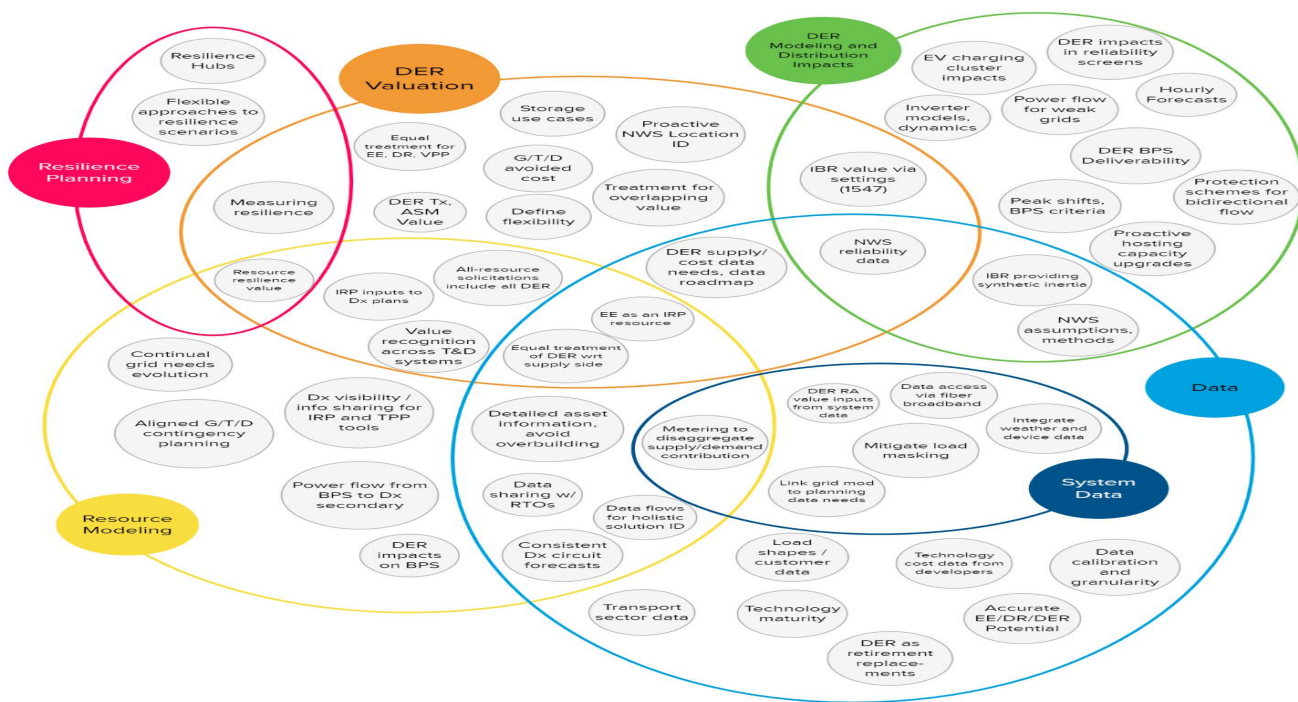 Resilience
Hubs
Flexible
approaches to
resilience
scenarios
Resilience
Planning
Measuring
resilience
Resource
resilience
value
DER
Valuation
Equal
treatment for
EE, DR, VPP
Storage
use cases
Proactive
NWS Location
ID
G/T/D
avoided
cost
DER Tx,
ASM
Value
Define
flexibility
Treatment for
overlapping
value
DER
Modeling and
Distribution
Impacts
EV charging
cluster
impacts
DER impacts
in reliability
screens
Inverter
models,
dynamics
Power flow
for weak
grids
Hourly
Forecasts
DER BPS
Deliverability
IBR value via
settings
(1547)
Peak shifts,
BPS criteria
Protection
schemes for
bidirectional
flow
Proactive
hosting
capacity
upgrades
NWS
reliability
data
DER supply/
cost data
needs, data
roadmap
IBR providing
synthetic inertia
NWS
assumptions,
methods
IRP inputs to
Dx plans
All-resource
solicitations
include all DER
EE as an IRP
resource
Value
recognition
across T&D
systems
Equal treatment
of DER wrt
supply side
Continual
grid needs
evolution
Aligned G/T/D
contingency
planning
Dx visibility /
info sharing for
IRP and TPP
tools
Resource
Modeling
Power flow from
BPS to Dx
secondary
DER
impacts
on BPS
Detailed asset
information,
avoid
overbuilding
Data
sharing w/
RTOs
Data flows
for holistic
solution ID
Consistent
Dx circuit
forecasts
Metering to
disaggregate
supply/demand
contribution
DER RA
value inputs
from system
data
Data access
via fiber
broadband
Integrate
weather and
device data
Mitigate load
masking
Link grid mod
to planning
data needs
System
Data
Data
Load
shapes /
customer
data
Technology
cost data from
developers
Data
calibration
and
granularity
Transport
sector data
Technology
maturity
Accurate
EE/DR/DER
Potential
DER as
retirement
replace-
ments